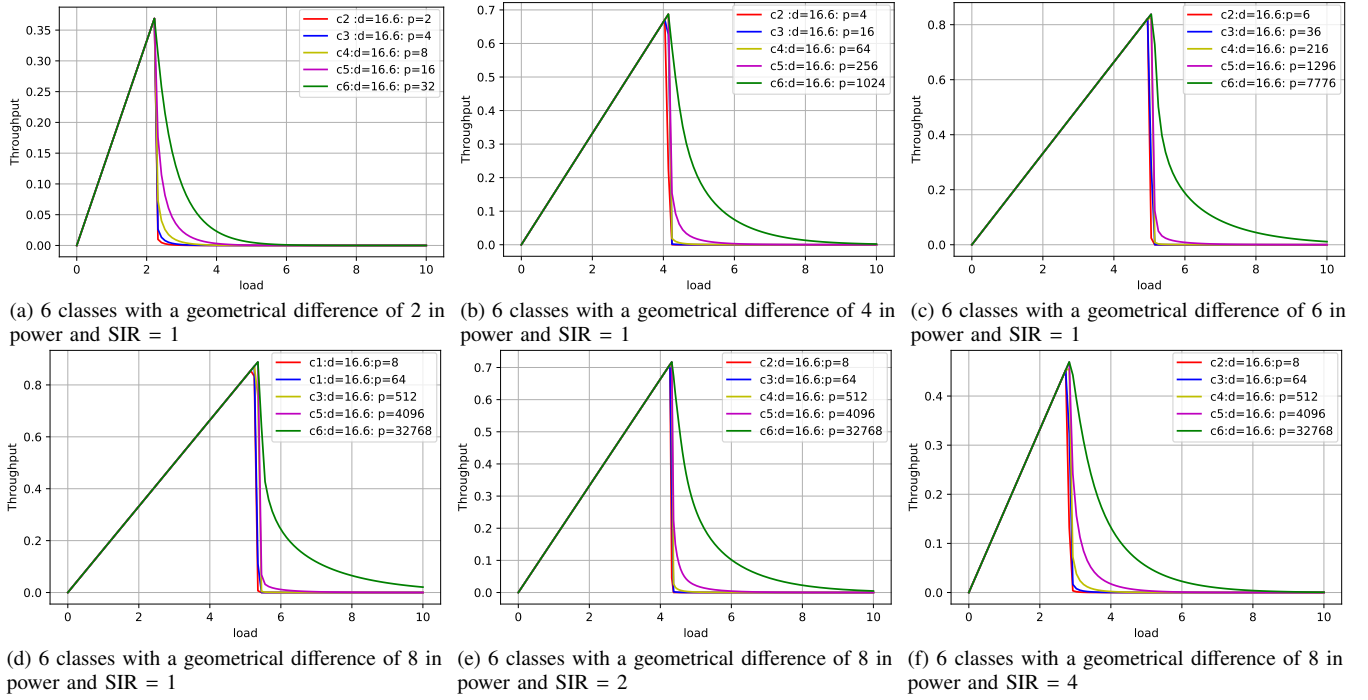 0.35
0.30
0.25
0.20
0.15
0.10
0.05
0.00
Throughput
0 2 4 6 8 10
load
c2 :d=16.6: p=2
c3 :d=16.6: p=4
c4:d=16.6: p=8
c5:d=16.6: p=16
c6:d=16.6: p=32
(a) 6 classes with a geometrical difference of 2 in
power and SIR = 1
0.7
0.6
0.5
0.4
0.3
0.2
0.1
0.0
Throughput
0 2 4 6 8 10
load
c2 :d=16.6: p=4
c3 :d=16.6: p=16
c4:d=16.6: p=64
c5:d=16.6: p=256
c6:d=16.6: p=1024
(b) 6 classes with a geometrical difference of 4 in
power and SIR = 1
0.8
0.6
0.4
0.2
0.0
Throughput
0 2 4 6 8 10
load
c2:d=16.6:p=6
c3:d=16.6: p=36
c4:d=16.6: p=216
c5:d=16.6: p=1296
c6:d=16.6: p=7776
(c) 6 classes with a geometrical difference of 6 in
power and SIR = 1
0.8
0.6
0.4
0.2
0.0
Throughput
0 2 4 6 8 10
load
c1:d=16.6:p=8
c1:d=16.6:p=64
c3:d=16.6: p=512
c5:d=16.6: p=4096
c6:d=16.6: p=32768
(d) 6 classes with a geometrical difference of 8 in
power and SIR = 1
0.7
0.6
0.5
0.4
0.3
0.2
0.1
0.0
Throughput
0 2 4 6 8 10
load
c2:d=16.6:p=8
c3:d=16.6:p=64
c4:d=16.6: p=512
c5:d=16.6: p=4096
c6:d=16.6: p=32768
(e) 6 classes with a geometrical difference of 8 in
power and SIR = 2
0.4
0.3
0.2
0.1
0.0
Throughput
0 2 4 6 8 10
load
c2:d=16.6:p=8
c3:d=16.6:p=64
c4:d=16.6: p=512
c5:d=16.6: p=4096
c6:d=16.6: p=32768
(f) 6 classes with a geometrical difference of 8 in
power and SIR = 4